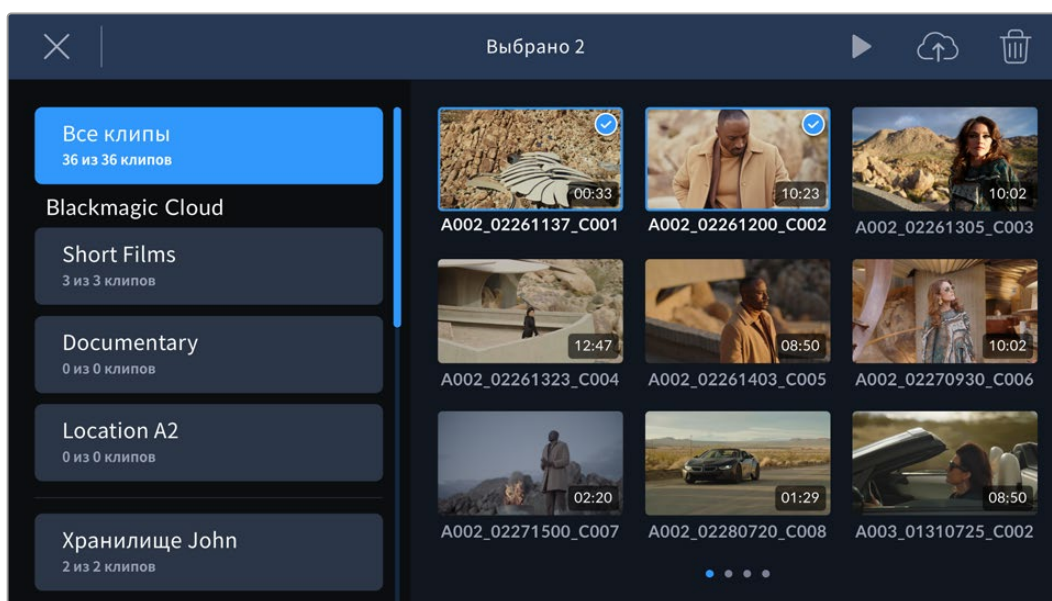 Выбрано 2
Все клипы
36 из 36 клипов
Blackmagic Cloud
Short Films
3 из 3 клипов
Documentary
0 из 0 клипов
Location A2
0 из 0 клипов
Хранилище John
2 из 2 клипов
00:33
10:23
10:02
A002_02261137_C001
A002_02261200_C002
A002_02261305_C003
12:47
08:50
10:02
A002_02261323_C004
A002_02261403_C005
A002_02270930_C006
02:20
01:29
08:50
A002_02271500_C007
A002_02280720_C008
A003_01310725_C002